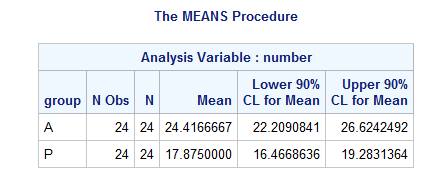 The MEANS Procedure
Analysis Variable : number
group N Obs N Mean Lower 90% CL for Mean Upper 90% CL for Mean
A 24 24 24.4166667 22.2090841 26.6242492
P 24 24 17.8750000 16.4668636 19.2831364